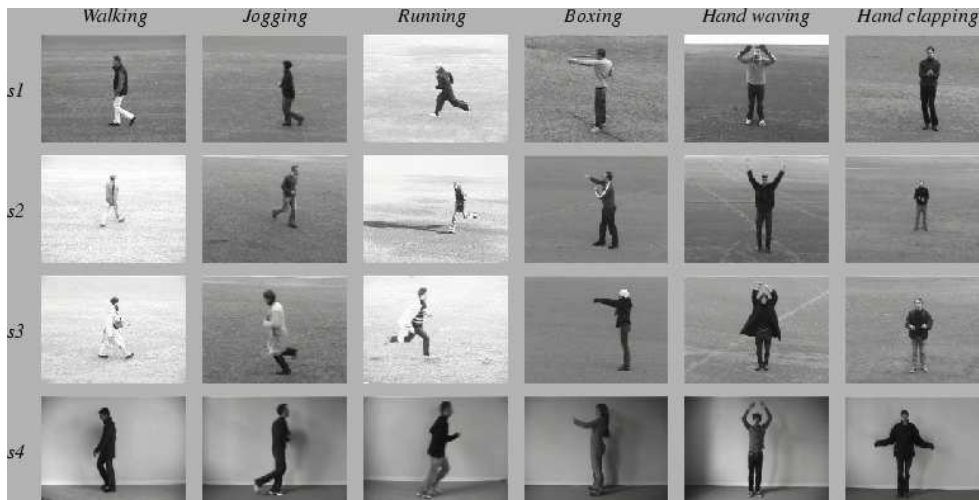 Walking Jogging Running Boxing Hand waving Hand clapping
s1
s2
s3
s4